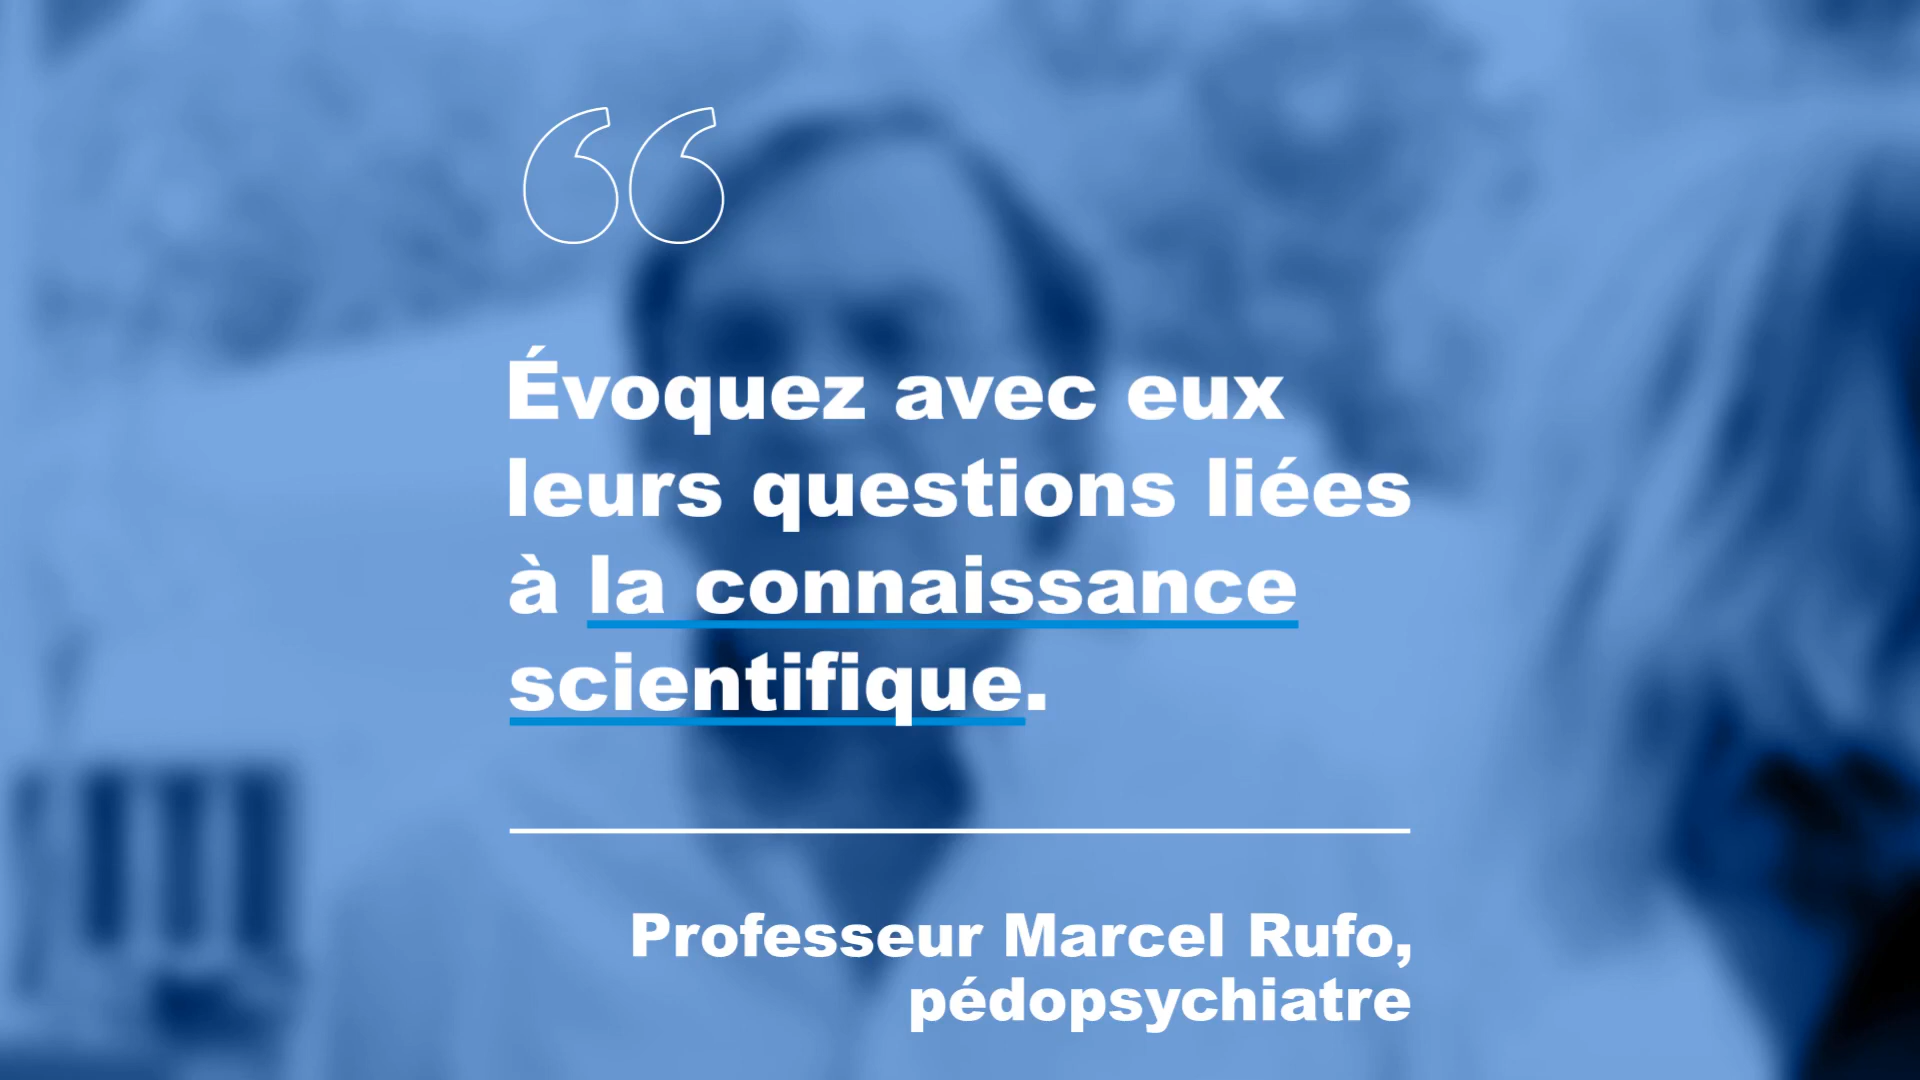 “
Évoquez avec eux
leurs questions liées
à la connaissance
scientifique.
Professeur Marcel Rufo,
pédopsychiatre